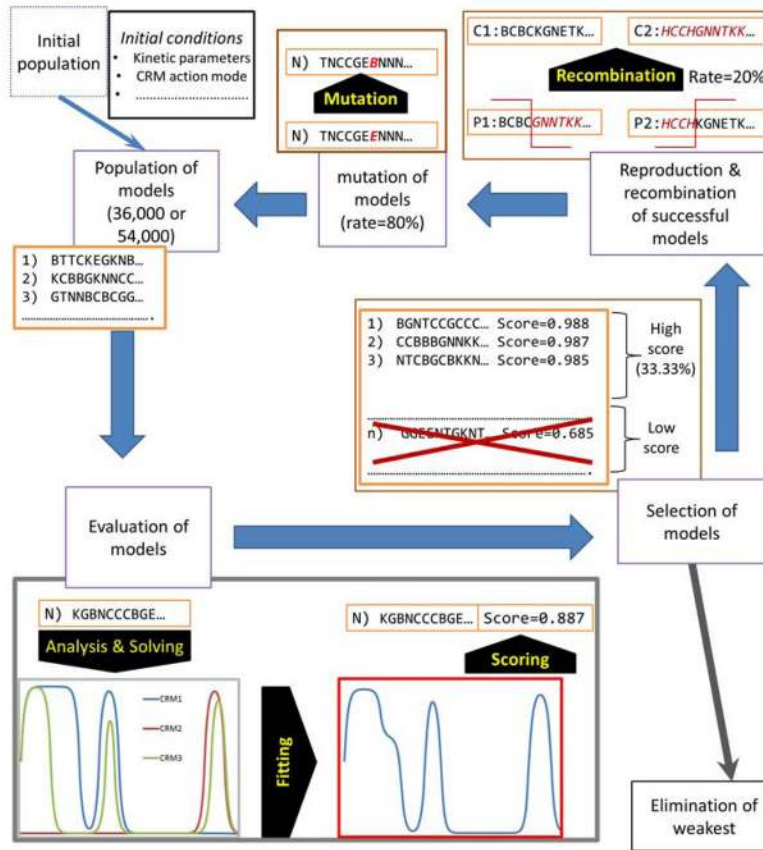 Initial
population
Initial conditions
• Kinetic parameters
• CRM action mode
• ......................................
N) TNCCGEBNNN...
Mutation
N) TNCCGEENNN...
C1:BCBCKGNETK...
C2:HCCHGNNTKK...
Recombination
Rate=20%
P1:BCBCGNNTKK...
P2:HCCHKGNETK...
Population of
models
(36,000 or
54,000)
mutation of
models
(rate=80%)
Reproduction &
recombination
of successful
models
1) BTTCKEGKNB...
2) KCBBGKNNCC...
3) GTNNBCBCGG...
1) BGNTCCGCCC... Score=0.988
2) CCBBBGNNKK... Score=0.987
3) NTCBGCBKKN... Score=0.985
High
score
(33.33%)
n) GGEENTGKNT Score=0.685
Low
score
Evaluation of
models
Selection of
models
N) KGBNCCCBGE...
Analysis & Solving
N) KGBNCCCBGE... Score=0.887
Scoring
CRM1
CRM2
CRM3
Fitting
Elimination of
weakest